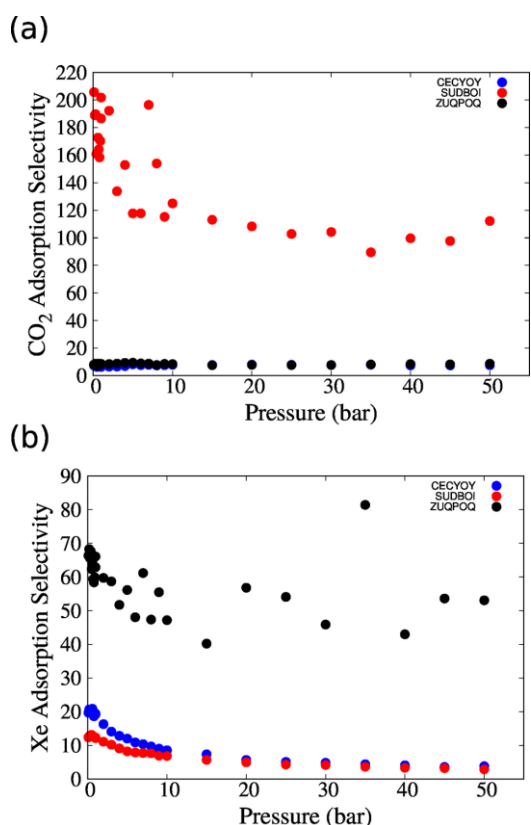 (a)
220
200
180
160
140
120
100
80
60
40
20
0
CO2 Adsorption Selectivity
CECYOY
SUDBOI
ZUQPOQ
0 10 20 30 40 50
Pressure (bar)
(b)
90
80
70
60
50
40
30
20
10
0
Xe Adsorption Selectivity
CECYOY
SUDBOI
ZUQPOQ
0 10 20 30 40 50
Pressure (bar)